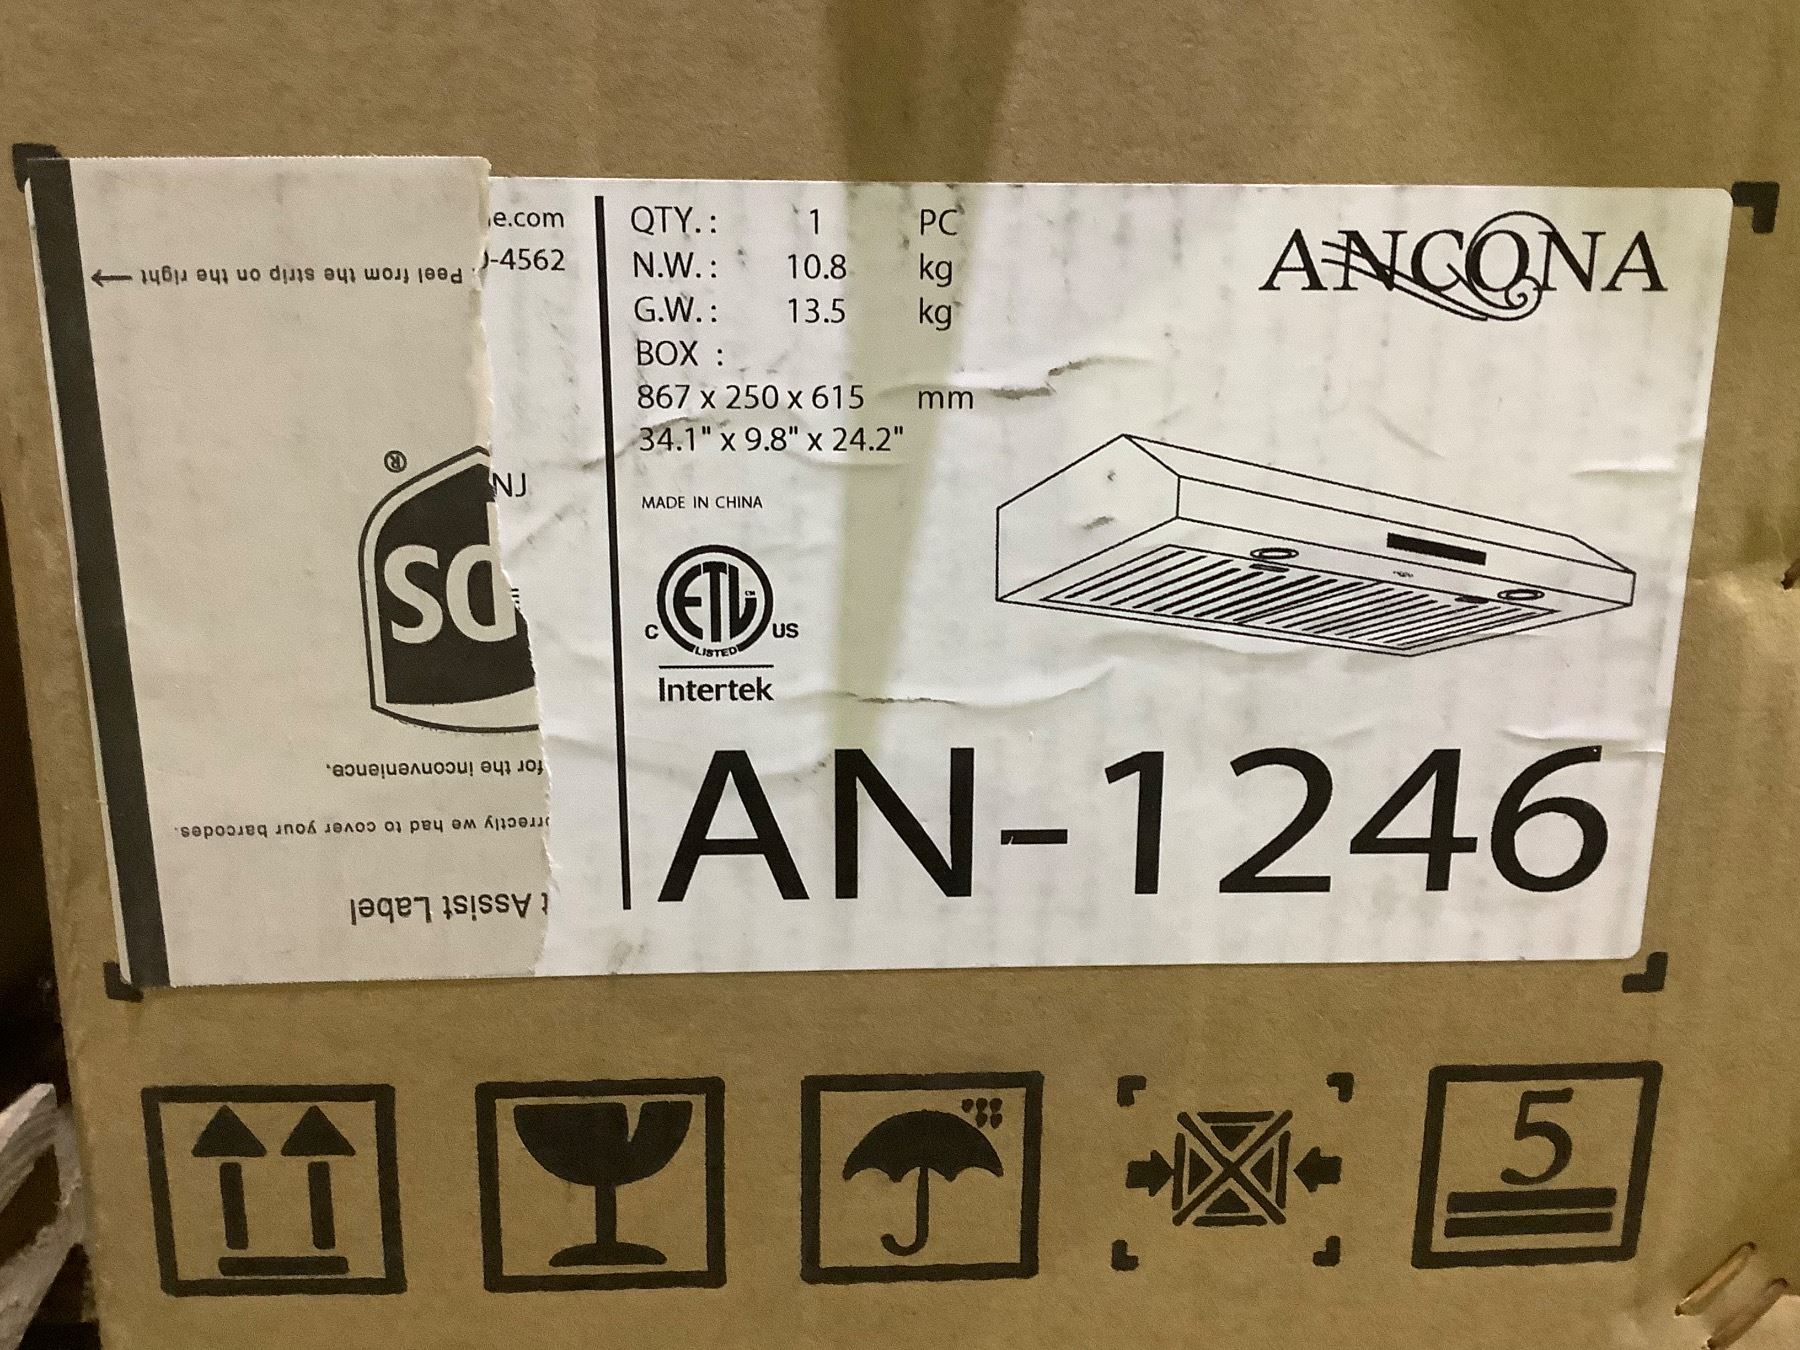 Peel from the strip on the right
®
for the inconvenience.
rrectly we had to cover your barcodes.
t Assist Label
e.com
-4562
NJ
QTY. : 1 PC
N.W. : 10.8 kg
G.W. : 13.5 kg
BOX :
867 x 250 x 615 mm
34.1" x 9.8" x 24.2"
MADE IN CHINA
C ETL CM US
LISTED
Intertek
ANCONA
AN-1246
5